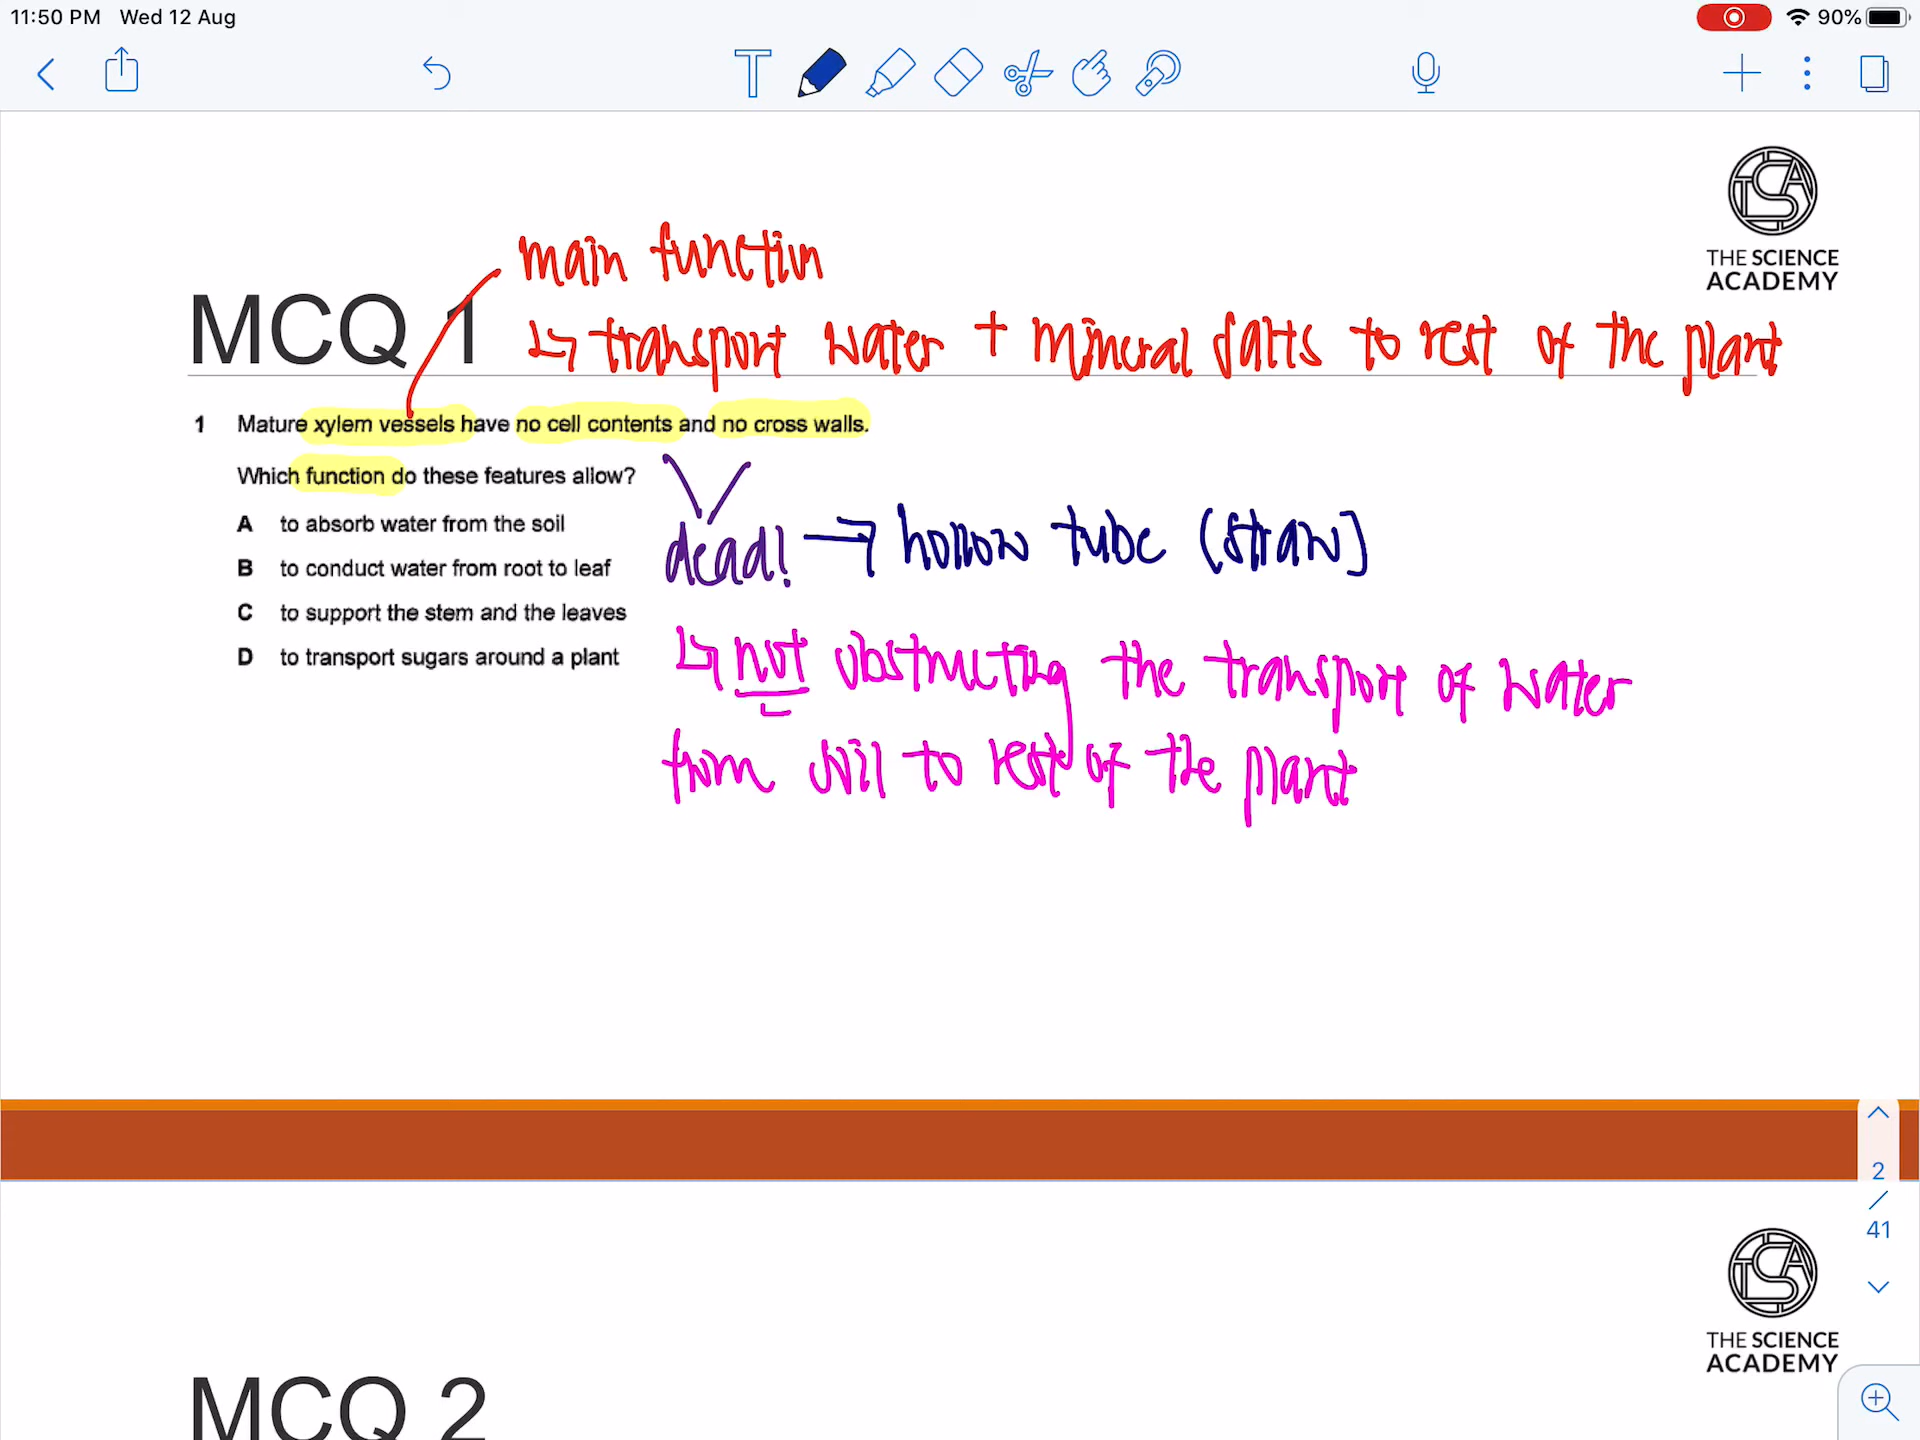 11:50 PM Wed 12 Aug
90%
THE SCIENCE
ACADEMY
main function
MCQ 1
↳ transport water + mineral salts to rest of the plant
1 Mature xylem vessels have no cell contents and no cross walls.
Which function do these features allow?
A to absorb water from the soil
B to conduct water from root to leaf
C to support the stem and the leaves
D to transport sugars around a plant
dead! → hollow tube (straw)
↳ not obstructing the transport of water
from soil to rest of the plant
2
/
41
THE SCIENCE
ACADEMY
MCQ 2